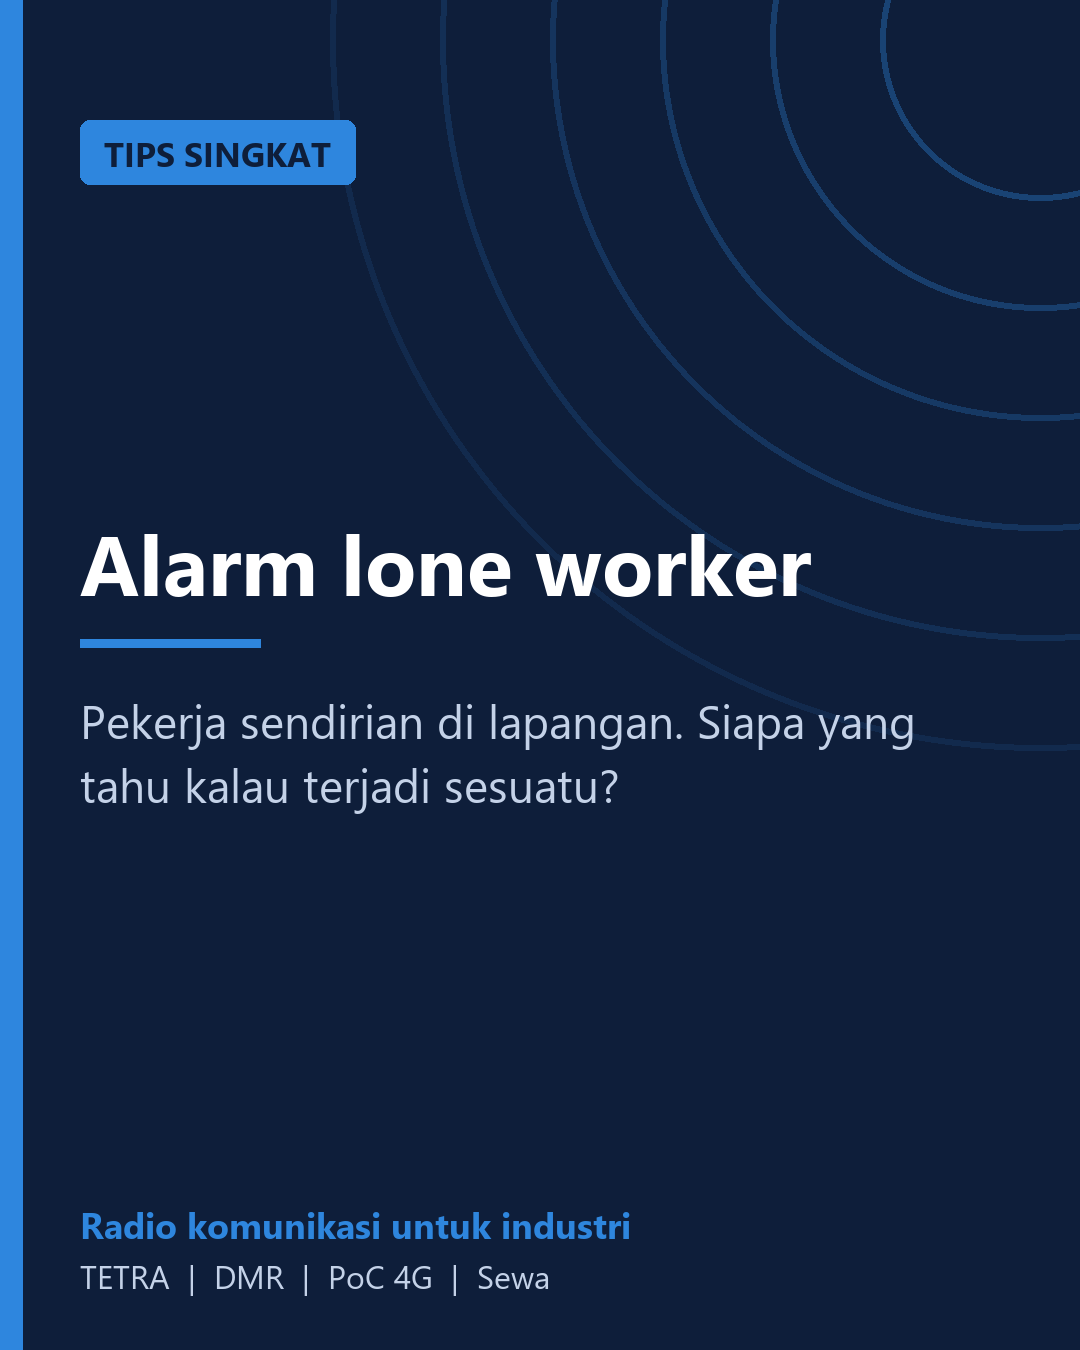 TIPS SINGKAT
Alarm lone worker
Pekerja sendirian di lapangan. Siapa yang
tahu kalau terjadi sesuatu?
Radio komunikasi untuk industri
TETRA | DMR | PoC 4G | Sewa